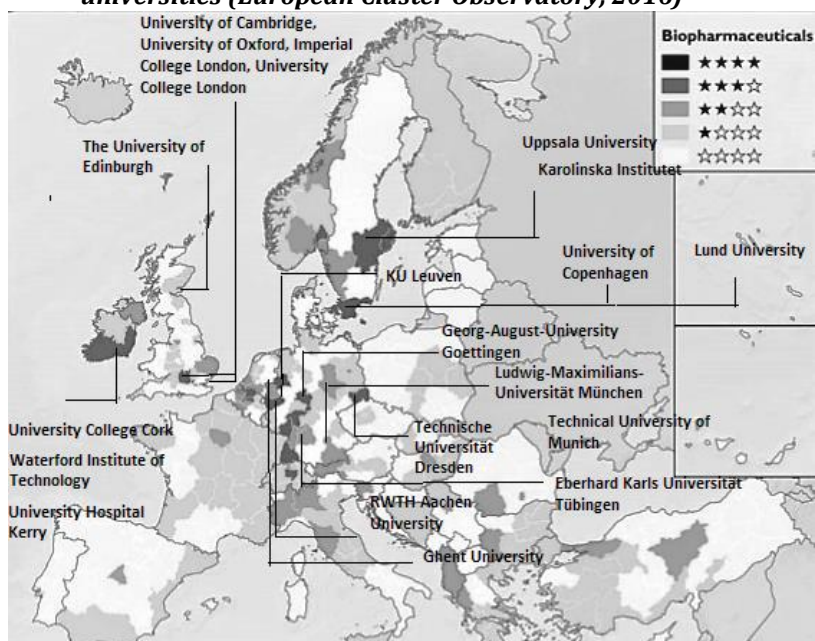 universities (European Cluster Observatory, 2016)
University of Cambridge,
University of Oxford, Imperial
College London, University
College London
Biopharmaceuticals
★★★★
★★★☆
★★☆☆
★☆☆☆
☆☆☆☆
The University of
Edinburgh
Uppsala University
Karolinska Institutet
University of
Copenhagen
Lund University
KU Leuven
Georg-August-University
Goettingen
Ludwig-Maximilians-
Universität München
University College Cork
Waterford Institute of
Technology
University Hospital
Kerry
Technische
Universität
Dresden
Technical University of
Munich
Eberhard Karls Universität
Tübingen
RWTH Aachen
University
Ghent University